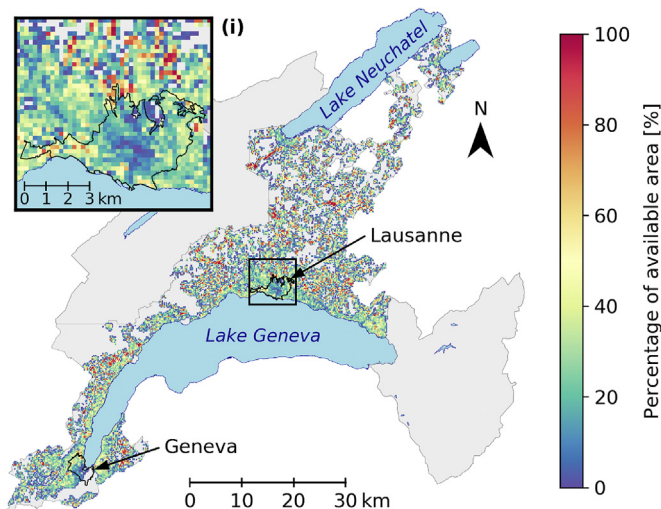 (i)
0 1 2 3 km
Lake Neuchatel
N
Lausanne
Lake Geneva
Geneva
0 10 20 30 km
100
80
60
40
20
0
Percentage of available area [%]